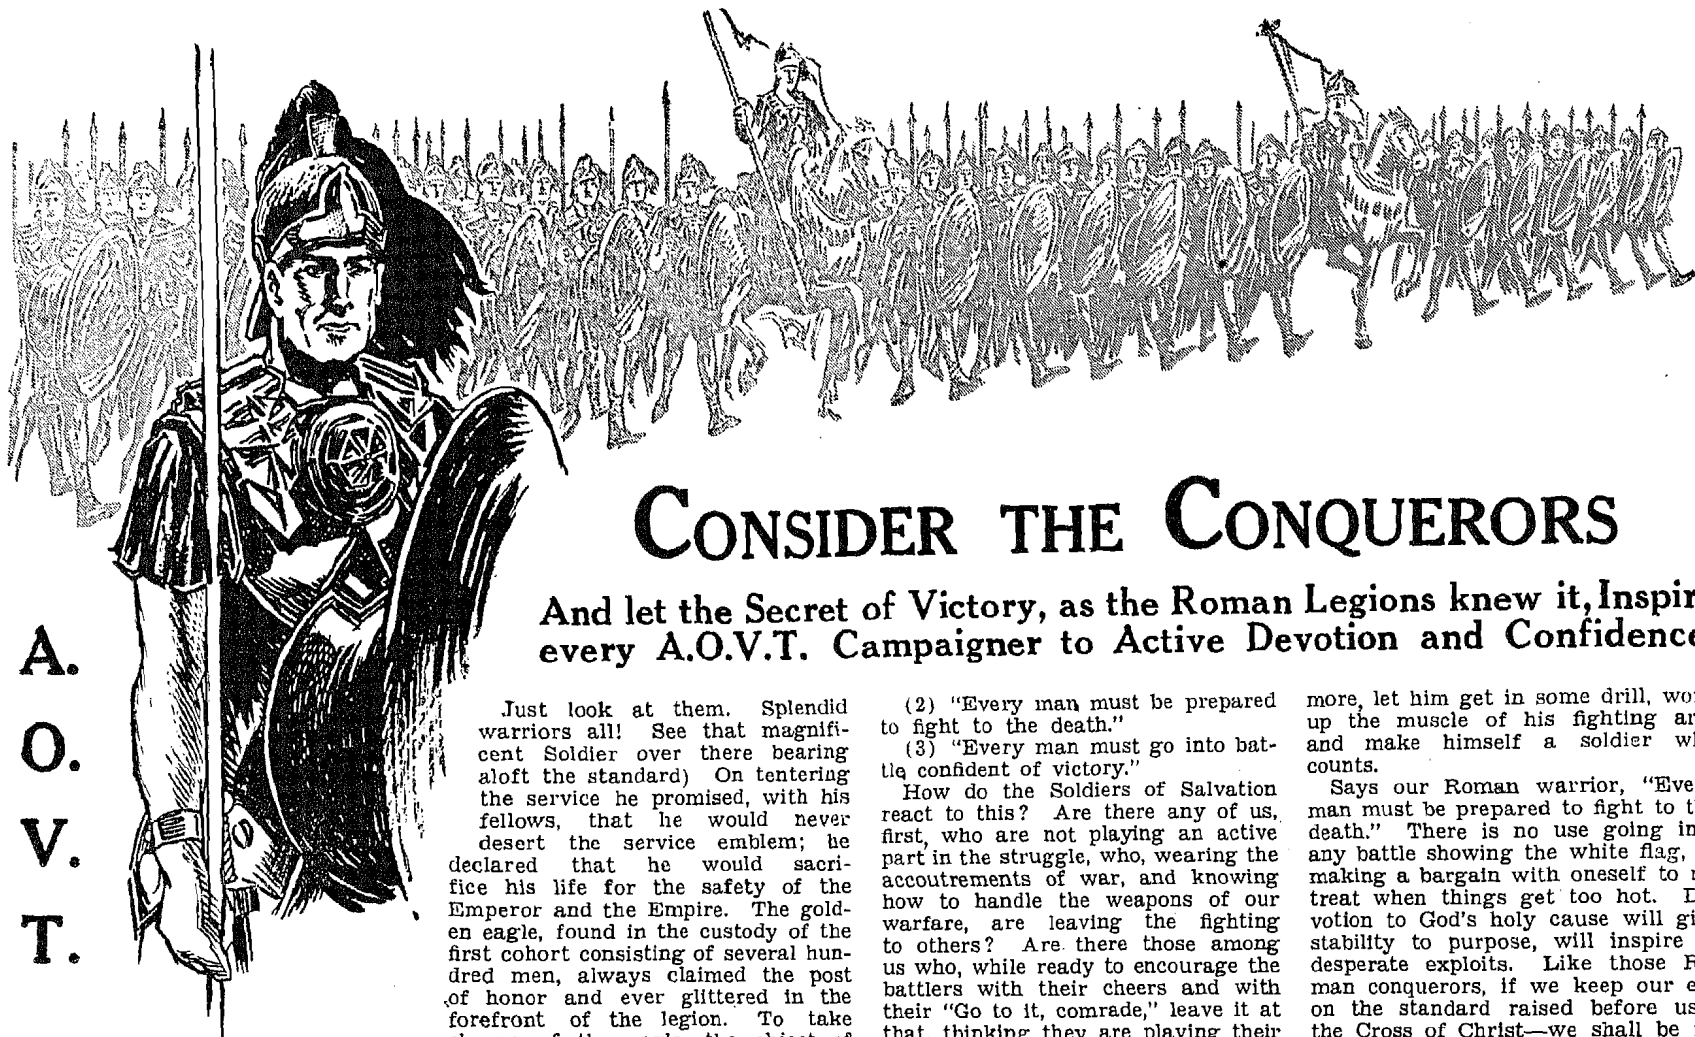 CONSIDER THE CONQUERORS
And let the Secret of Victory, as the Roman Legions knew it, Inspir
every A.O.V.T. Campaigner to Active Devotion and Confidence
A.
O.
V.
T.
Just look at them. Splendid
warriors all! See that magnifi-
cent Soldier over there bearing
aloft the standard) On tentering
the service he promised, with his
fellows, that he would never
desert the service emblem; he
declared that he would sacri-
fice his life for the safety of the
Emperor and the Empire. The gold-
en eagle, found in the custody of the
first cohort consisting of several hun-
dred men, always claimed the post
of honor and ever glittered in the
forefront of the legion. To take
(2) "Every man must be prepared
to fight to the death."
(3) "Every man must go into bat-
tle confident of victory."
How do the Soldiers of Salvation
react to this? Are there any of us,
first, who are not playing an active
part in the struggle, who, wearing the
accoutrements of war, and knowing
how to handle the weapons of our
warfare, are leaving the fighting
to others? Are there those among
us who, while ready to encourage the
battlers with their cheers and with
their "Go to it, comrade," leave it at
that, thinking they are playing their
more, let him get in some drill, wo
up the muscle of his fighting ar
and make himself a soldier wh
counts.
Says our Roman warrior, "Eve
man must be prepared to fight to t
death." There is no use going in
any battle showing the white flag,
making a bargain with oneself to r
treat when things get too hot. D
votion to God's holy cause will gi
stability to purpose, will inspire
desperate exploits. Like those R
man conquerors, if we keep our e
on the standard raised before us
the Cross of Christ—we shall be